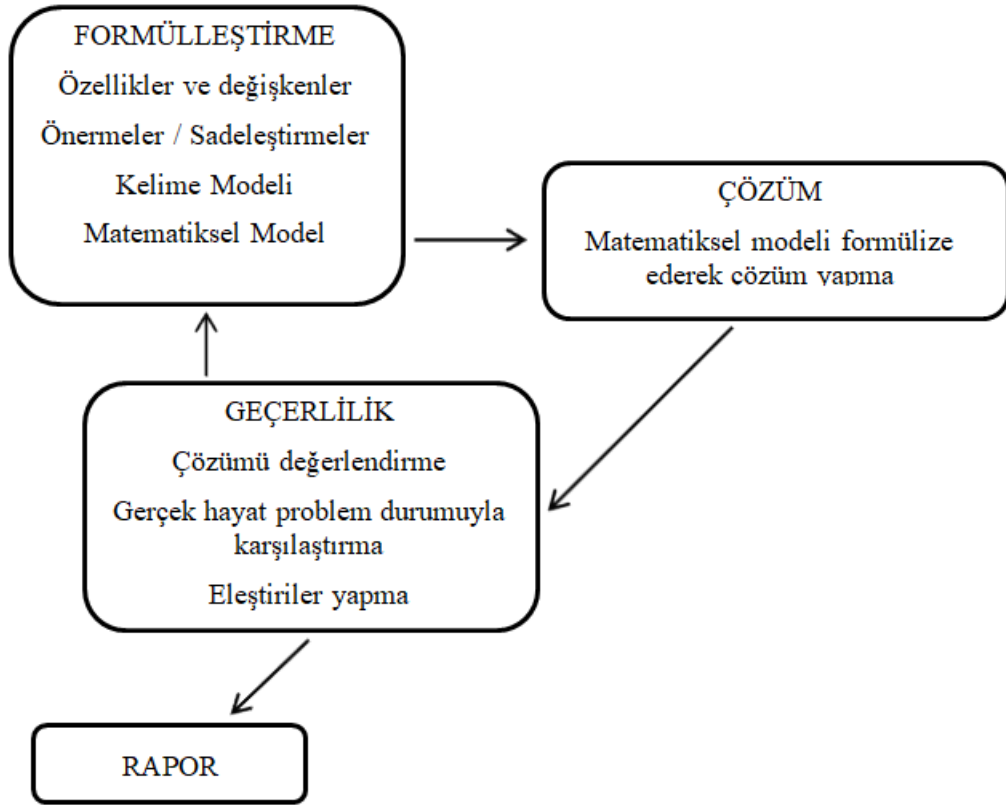 FORMÜLLEŞTİRME
Özellikler ve değişkenler
Önermeler / Sadeleştirmeler
Kelime Modeli
Matematiksel Model
ÇÖZÜM
Matematiksel modeli formülize
ederek çözüm yapma
GEÇERLİLİK
Çözümü değerlendirme
Gerçek hayat problem durumuyla
karşılaştırma
Eleştiriler yapma
RAPOR